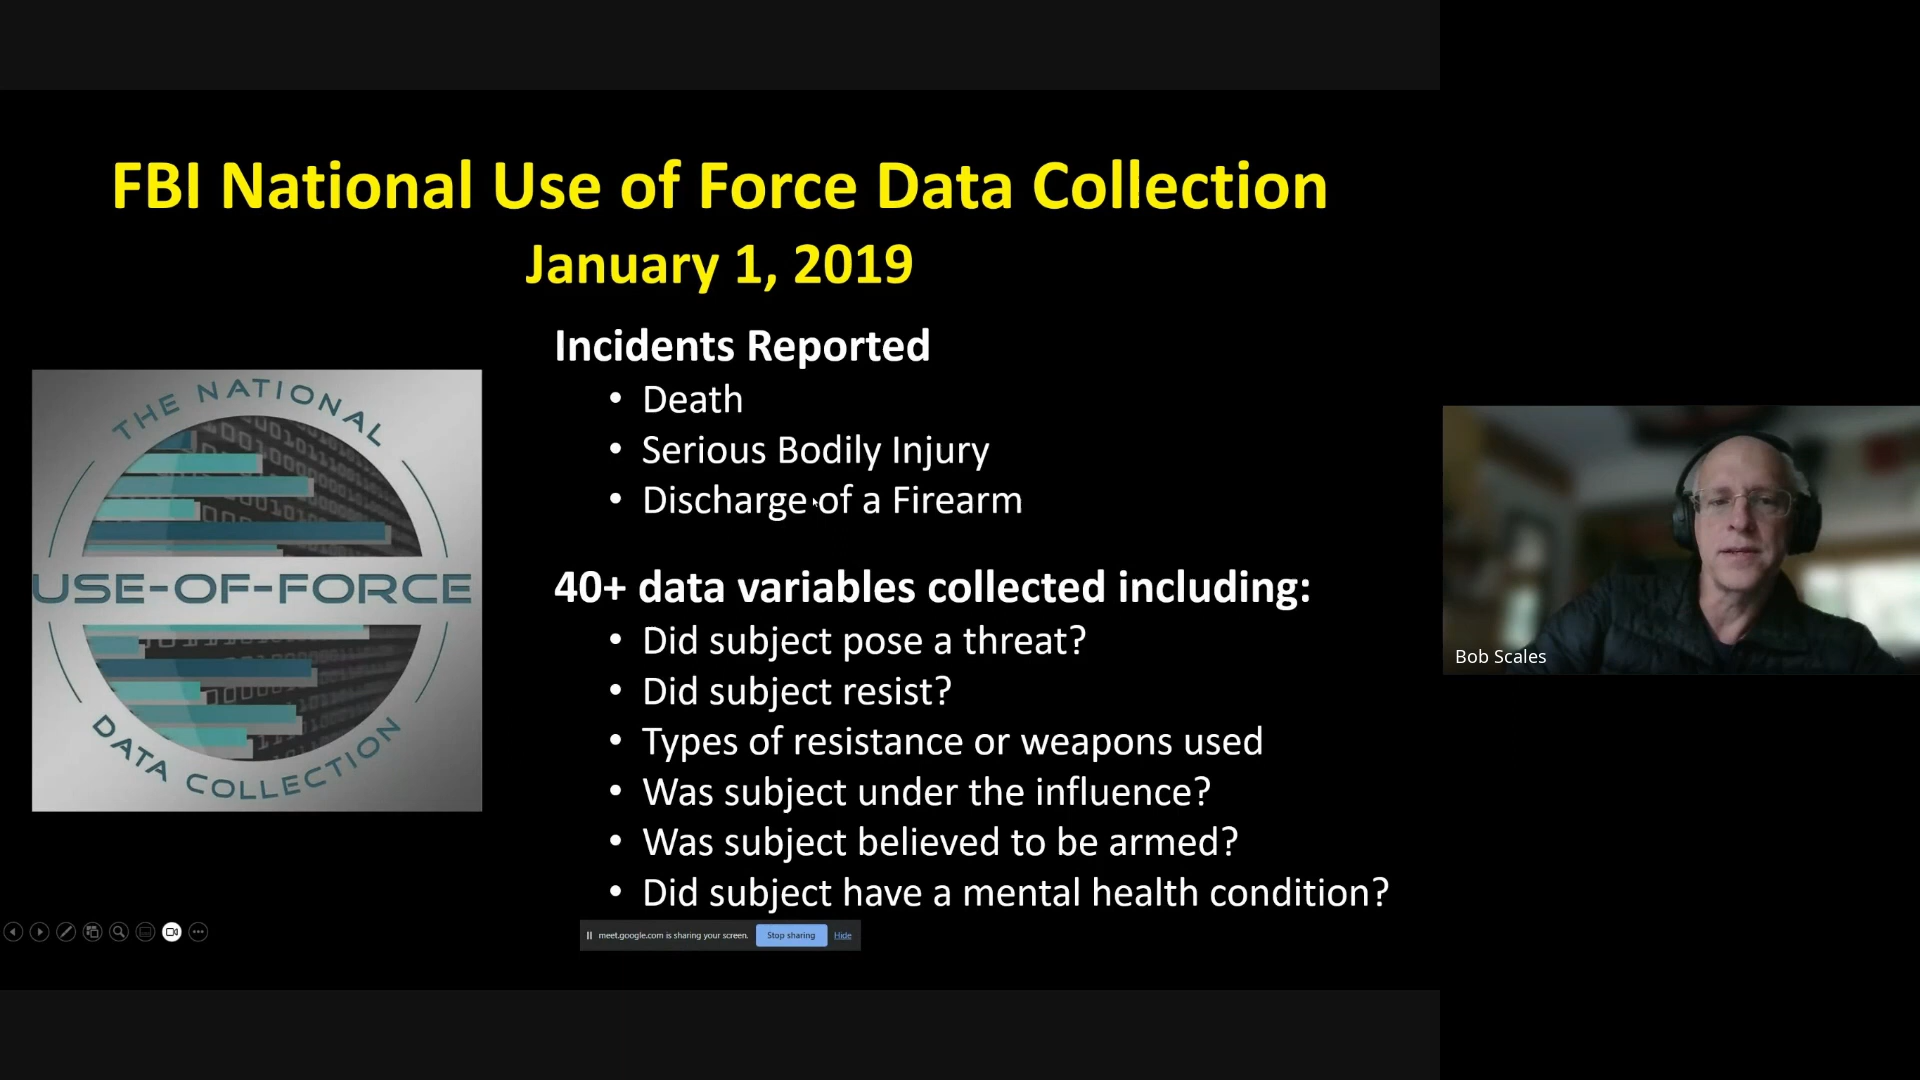 FBI National Use of Force Data Collection
January 1, 2019
Incidents Reported
• Death
• Serious Bodily Injury
• Discharge of a Firearm
40+ data variables collected including:
• Did subject pose a threat?
• Did subject resist?
• Types of resistance or weapons used
• Was subject under the influence?
• Was subject believed to be armed?
• Did subject have a mental health condition?
THE NATIONAL
USE-OF-FORCE
DATA COLLECTION
meet.google.com is sharing your screen. Stop sharing Hide
Bob Scales